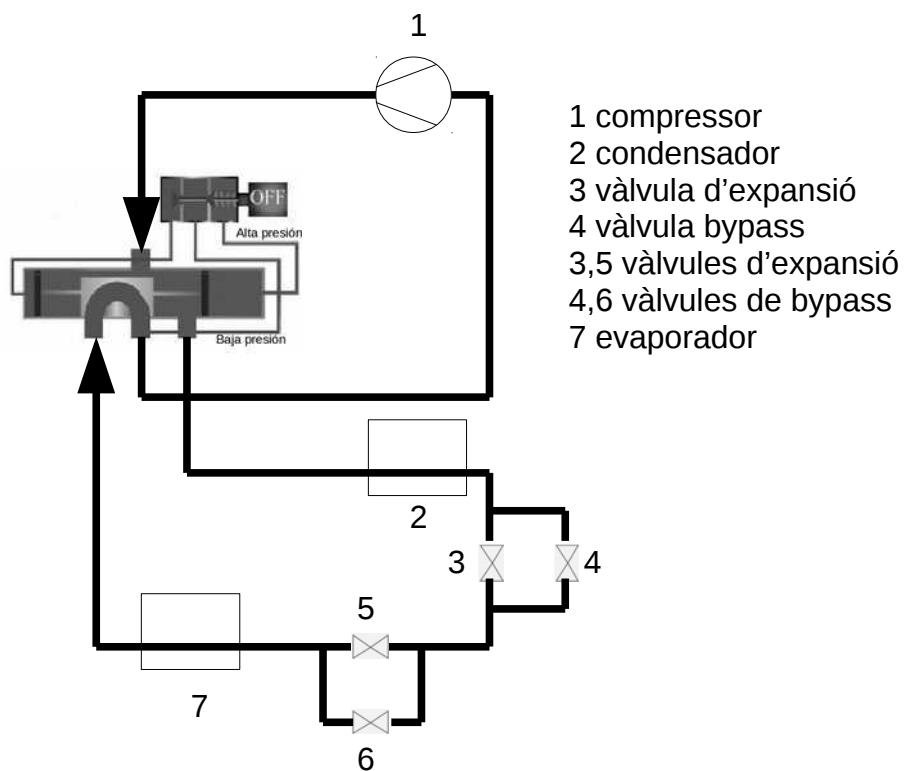 1
1 compressor
2 condensador
3 vàlvula d'expansió
4 vàlvula bypass
3,5 vàlvules d'expansió
4,6 vàlvules de bypass
7 evaporador
OFF
Alta presión
Baja presión
2
3
4
5
7
6